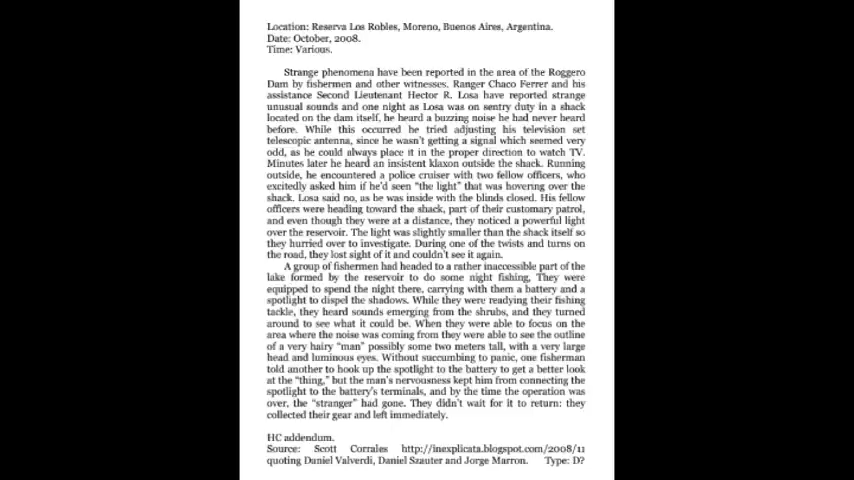 Location: Reserva Los Robles, Moreno, Buenos Aires, Argentina.
Date: October, 2008.
Time: Various.
Strange phenomena have been reported in the area of the Roggero
Dam by fishermen and other witnesses. Ranger Chaco Ferrer and his
assistance Second Lieutenant Hector R. Losa have reported strange
unusual sounds and one night as Losa was on sentry duty in a shack
located on the dam itself, he heard a buzzing noise he had never heard
before. While this occurred he tried adjusting his television set
telescopic antenna, since he wasn't getting a signal which seemed very
odd, as he could always place it in the proper direction to watch TV.
Minutes later he heard an insistent klaxon outside the shack. Running
outside, he encountered a police cruiser with two fellow officers, who
excitedly asked him if he'd seen "the light" that was hovering over the
shack. Losa said no, as he was inside with the blinds closed. His fellow
officers were heading toward the shack, part of their customary patrol,
and even though they were at a distance, they noticed a powerful light
over the reservoir. The light was slightly smaller than the shack itself so
they hurried over to investigate. During one of the twists and turns on
the road, they lost sight of it and couldn't see it again.
A group of fishermen had headed to a rather inaccessible part of the
lake formed by the reservoir to do some night fishing, They were
equipped to spend the night there, carrying with them a battery and a
spotlight to dispel the shadows. While they were readying their fishing
tackle, they heard sounds emerging from the shrubs, and they turned
around to see what it could be. When they were able to focus on the
area where the noise was coming from they were able to see the outline
of a very hairy "man" possibly some two meters tall, with a very large
head and luminous eyes. Without succumbing to panic, one fisherman
told another to hook up the spotlight to the battery to get a better look
at the "thing," but the man's nervousness kept him from connecting the
spotlight to the battery's terminals, and by the time the operation was
over, the "stranger" had gone. They didn't wait for it to return: they
collected their gear and left immediately.
HC addendum.
Source: Scott Corrales http://inexplicata.blogspot.com/2008/11
quoting Daniel Valverdi, Daniel Szauter and Jorge Marron. Type: D?